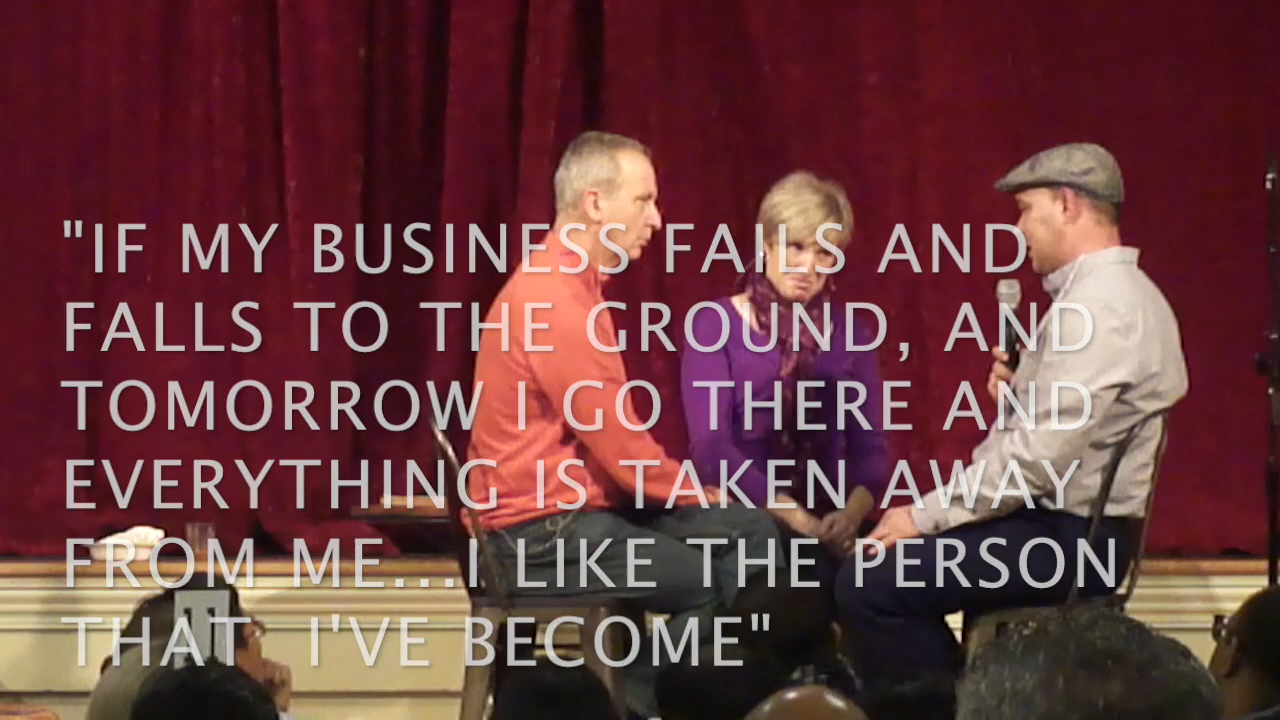 "IF MY BUSINESS FAILS AND
FALLS TO THE GROUND, AND
TOMORROW I GO THERE AND
EVERYTHING IS TAKEN AWAY
FROM ME...I LIKE THE PERSON
THAT I'VE BECOME"